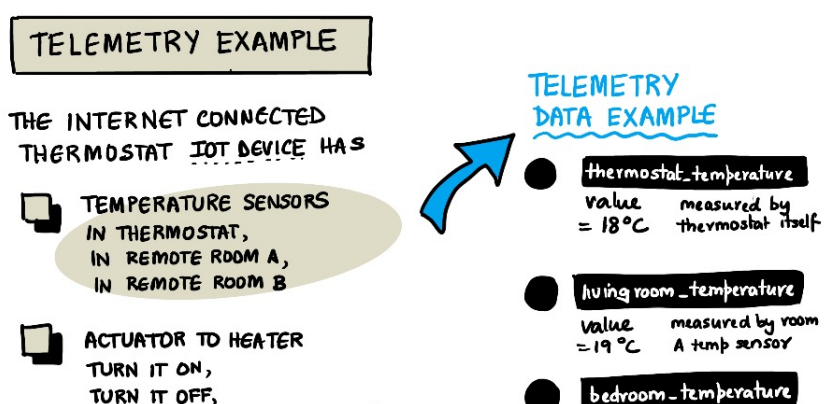 TELEMETRY EXAMPLE
THE INTERNET CONNECTED
THERMOSTAT IOT DEVICE HAS
TEMPERATURE SENSORS
IN THERMOSTAT,
IN REMOTE ROOM A,
IN REMOTE ROOM B
ACTUATOR TO HEATER
TURN IT ON,
TURN IT OFF,
TELEMETRY
DATA EXAMPLE
thermostat_temperature
value measured by
= 18°C thermostat itself
living room_temperature
value measured by room
= 19°C A temp sensor
bedroom_temperature